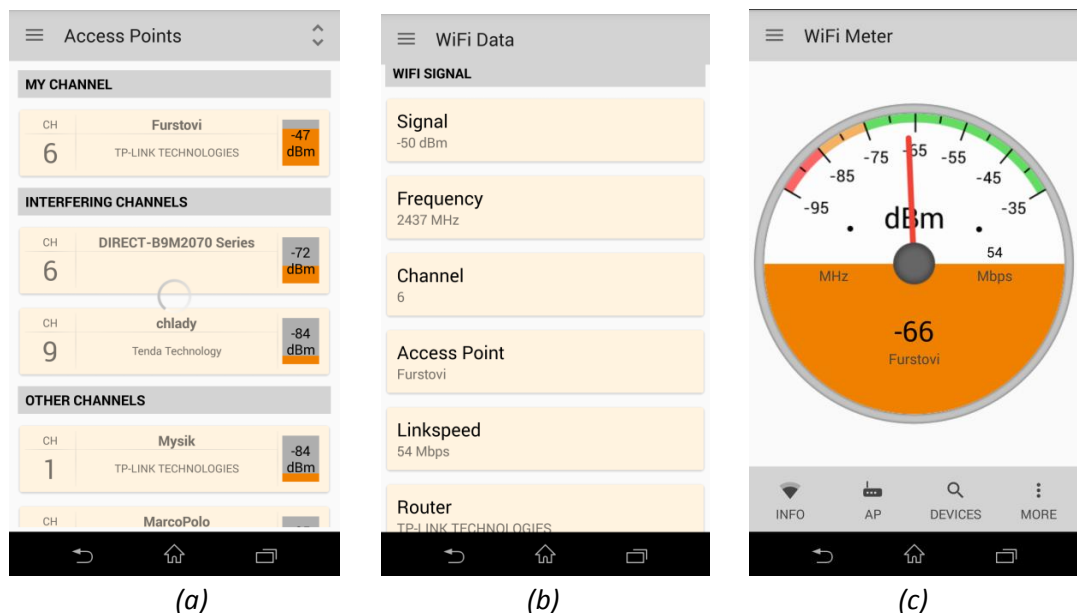 Access Points
MY CHANNEL
CH
6
Furstovi
TP-LINK TECHNOLOGIES
-47
dBm
INTERFERING CHANNELS
CH
6
DIRECT-B9M2070 Series
-72
dBm
CH
9
chlady
Tenda Technology
-84
dBm
OTHER CHANNELS
CH
1
Mysik
TP-LINK TECHNOLOGIES
-84
dBm
CH
MarcoPolo
(a)
WiFi Data
WIFI SIGNAL
Signal
-50 dBm
Frequency
2437 MHz
Channel
6
Access Point
Furstovi
Linkspeed
54 Mbps
Router
TP-LINK TECHNOLOGIES
(b)
WiFi Meter
-95
-85
-75
-55
-45
-35
dBm
MHz
54
Mbps
-66
Furstovi
INFO
AP
DEVICES
MORE
(c)